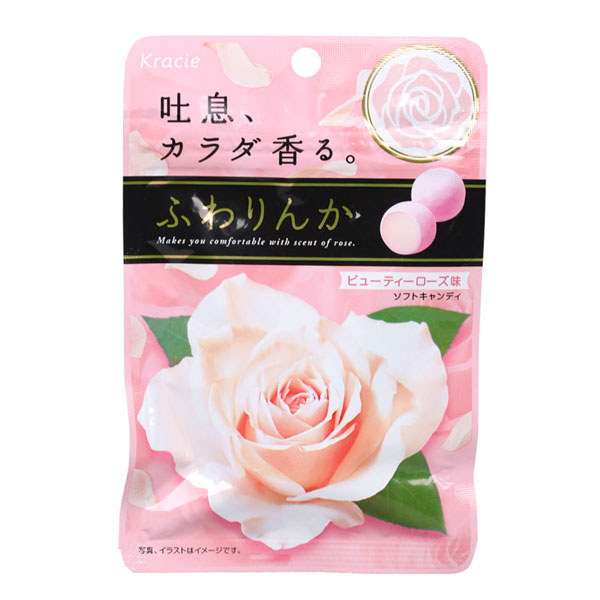 Kracie
吐息、
カラダ香る。
ふわりんか
Makes you comfortable with scent of rose.
ビューティーローズ味
ソフトキャンディ
写真、イラストはイメージです。